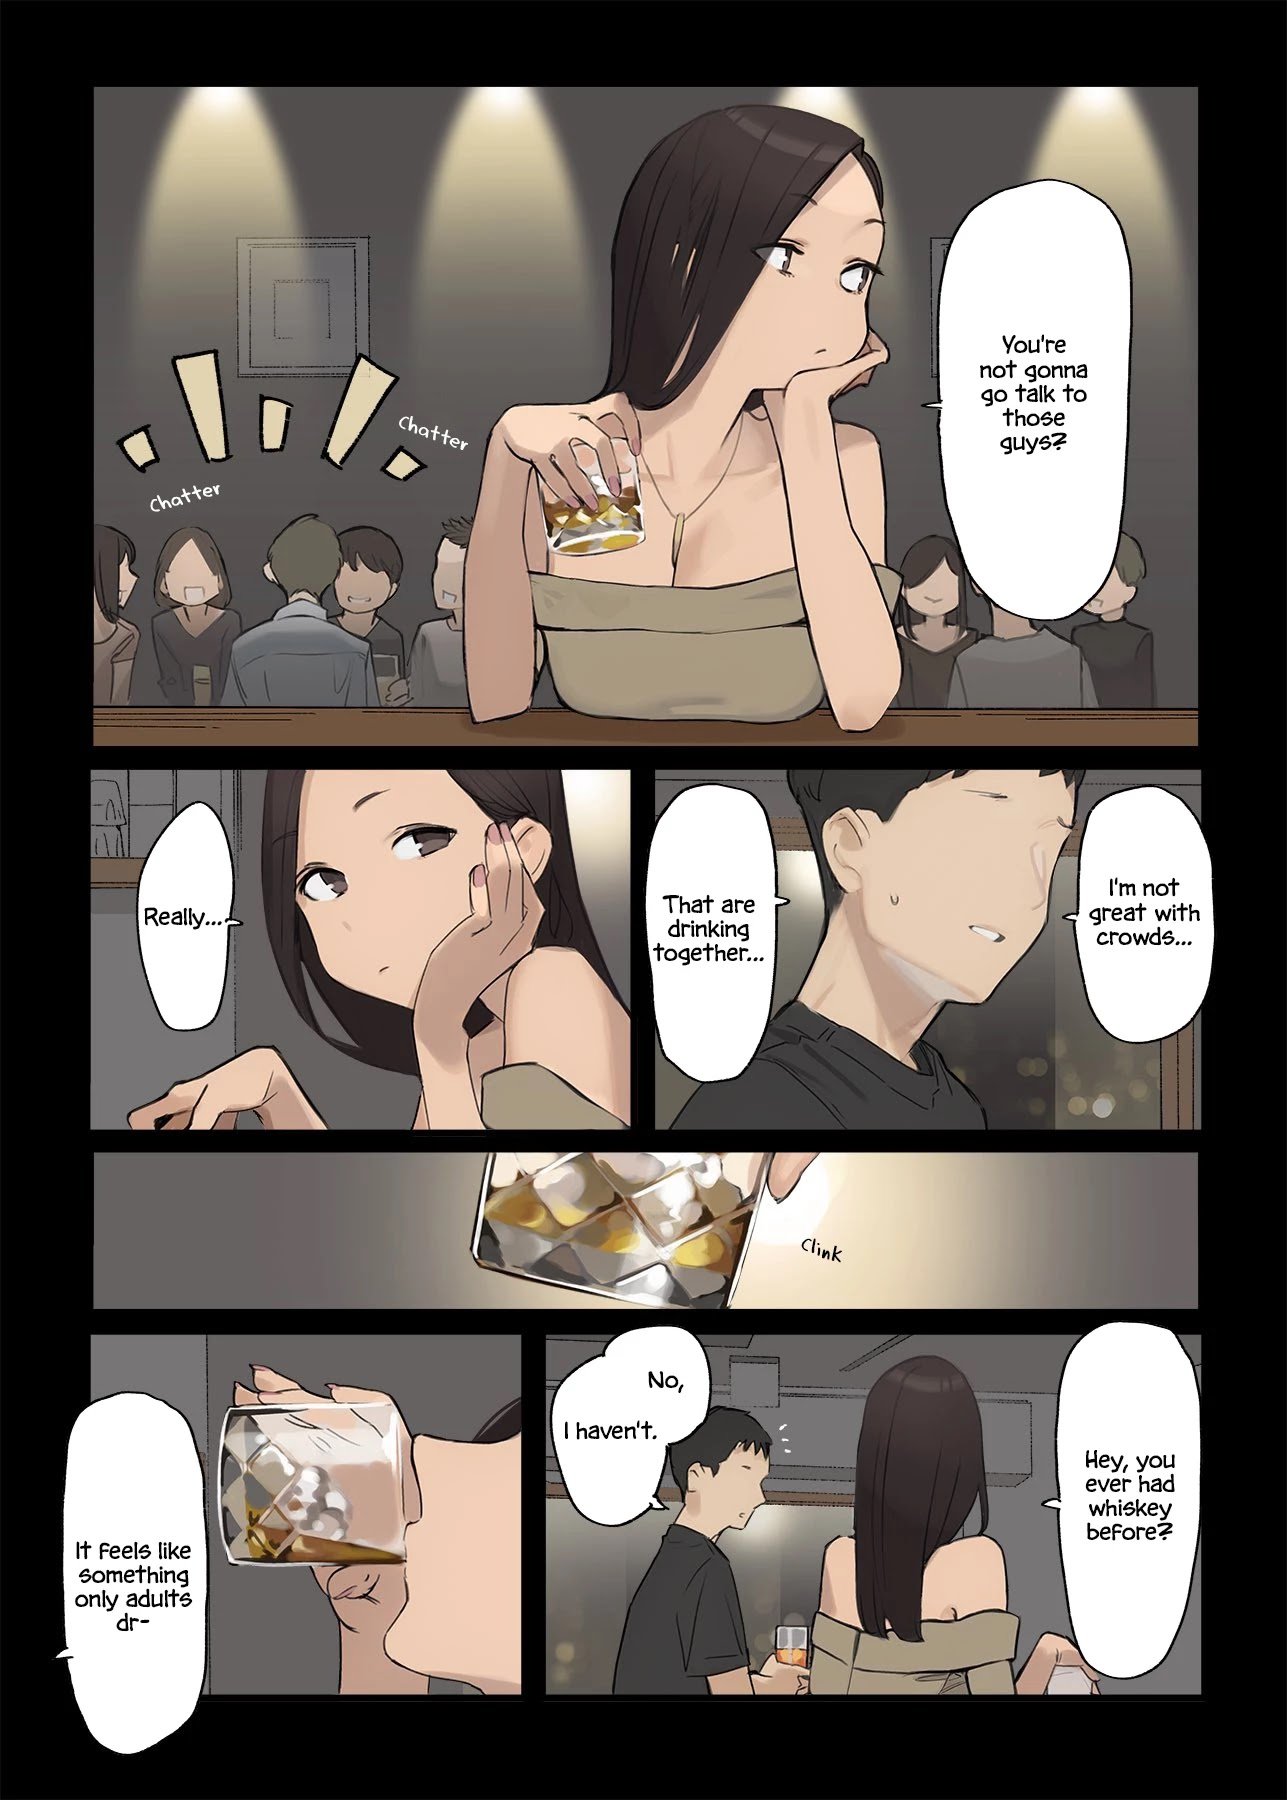 You're
not gonna
go talk to
those
guys?
Chatter
Chatter
I'm not
great with
crowds...
That are
drinking
together...
Really....
Clink
Hey, you
ever had
whiskey
before?
No,
I haven't.
It feels like
something
only adults
dr-